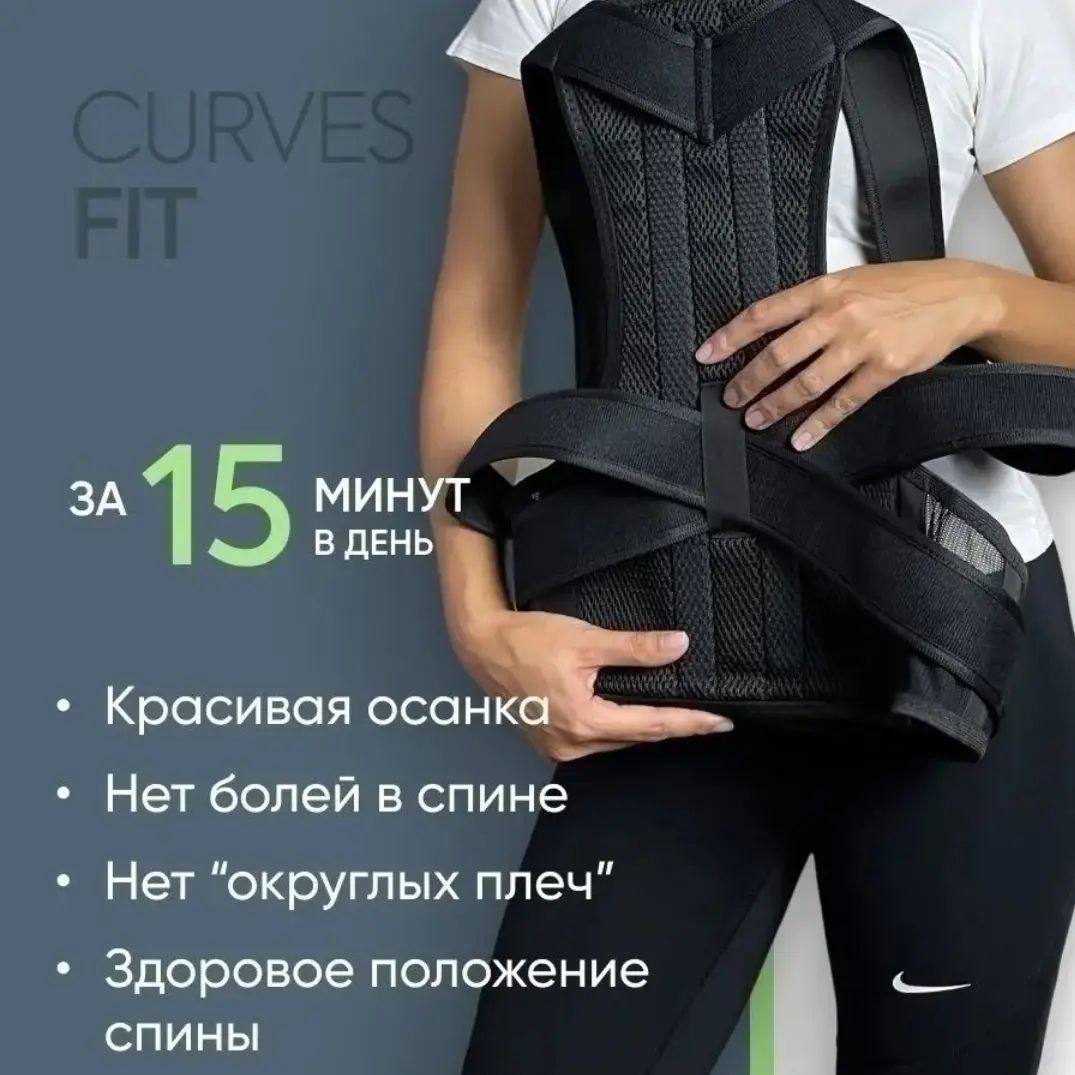 CURVES
FIT
ЗА 15 МИНУТ
В ДЕНЬ
• Красивая осанка
• Нет болей в спине
• Нет “округлых плеч”
• Здоровое положение
спины